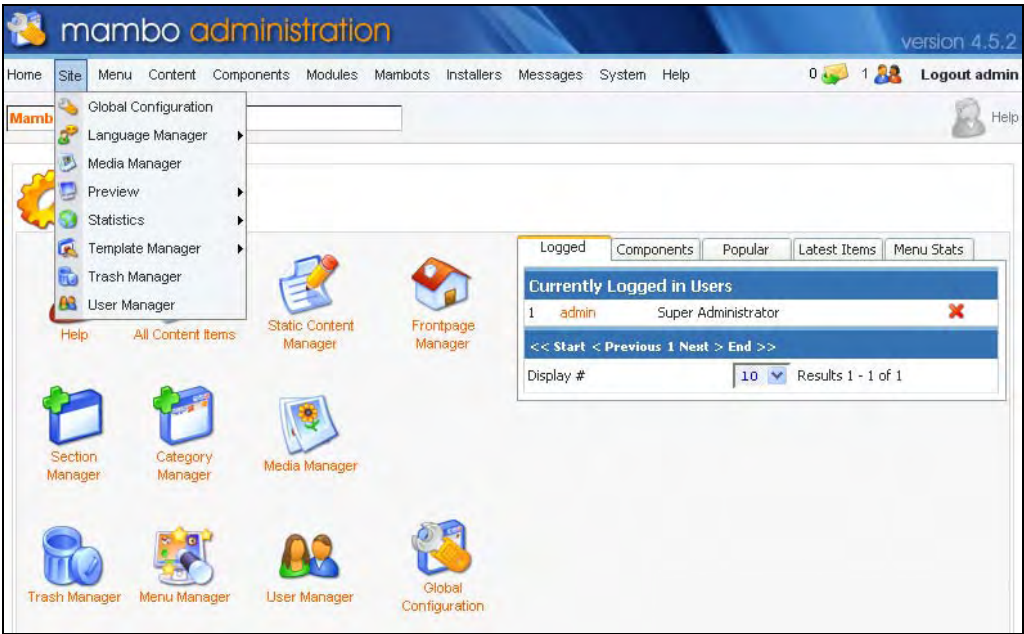 mambo administration
version 4.5.2
Home Site Menu Content Components Modules Mambots Installers Messages System Help 0 1 Logout admin
Global Configuration
Language Manager
Media Manager
Preview
Statistics
Template Manager
Trash Manager
User Manager
Mamb
Help
Help
All Content Items
Static Content
Manager
Frontpage
Manager
Section
Manager
Category
Manager
Media Manager
Trash Manager
Menu Manager
User Manager
Global
Configuration
Logged Components Popular Latest Items Menu Stats
Currently Logged in Users
1 admin Super Administrator
<< Start < Previous 1 Next > End >>
Display # 10 Results 1 - 1 of 1